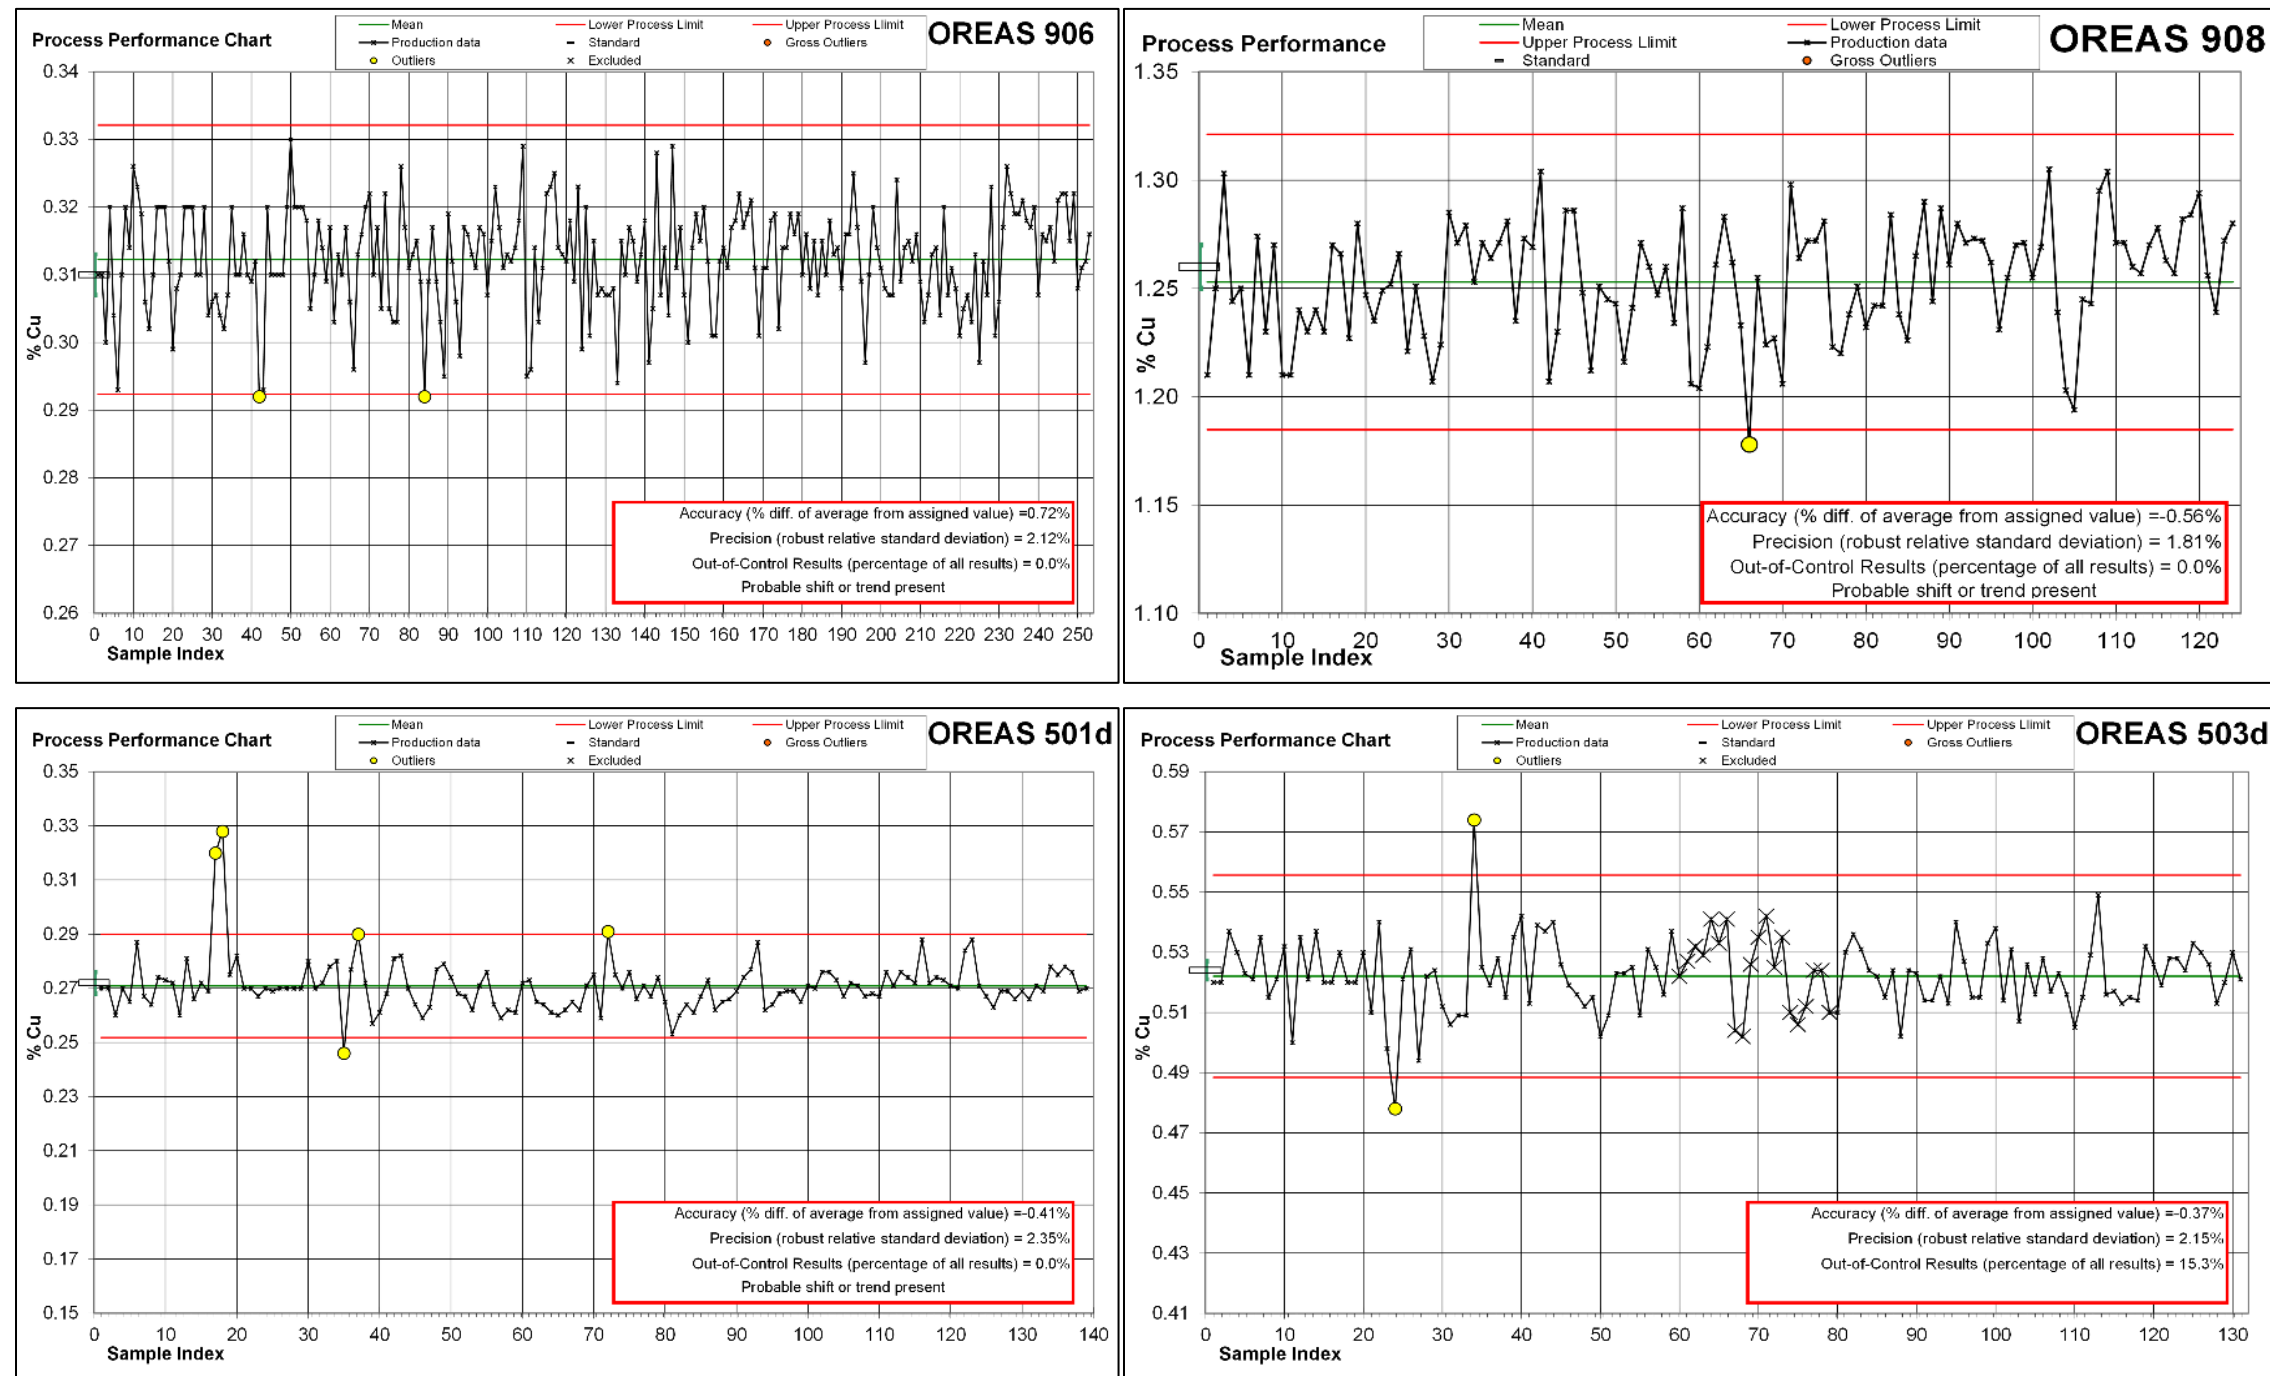 Process Performance Chart
Mean
Lower Process Limit
Upper Process Llimit
Production data
Standard
Gross Outliers
Outliers
Excluded
OREAS 906
0.34
0.33
0.32
0.31
0.30
0.29
0.28
0.27
0.26
% Cu
Accuracy (% diff. of average from assigned value) =0.72%
Precision (robust relative standard deviation) = 2.12%
Out-of-Control Results (percentage of all results) = 0.0%
Probable shift or trend present
0 10 20 30 40 50 60 70 80 90 100 110 120 130 140 150 160 170 180 190 200 210 220 230 240 250
Sample Index
Process Performance
Mean
Lower Process Limit
Upper Process Llimit
Production data
Standard
Gross Outliers
OREAS 908
1.35
1.30
1.25
1.20
1.15
1.10
% Cu
Accuracy (% diff. of average from assigned value) =-0.56%
Precision (robust relative standard deviation) = 1.81%
Out-of-Control Results (percentage of all results) = 0.0%
Probable shift or trend present
0 10 20 30 40 50 60 70 80 90 100 110 120
Sample Index
Process Performance Chart
Mean
Lower Process Limit
Upper Process Llimit
Production data
Standard
Gross Outliers
Outliers
Excluded
OREAS 501d
0.35
0.33
0.31
0.29
0.27
0.25
0.23
0.21
0.19
0.17
0.15
% Cu
Accuracy (% diff. of average from assigned value) =-0.41%
Precision (robust relative standard deviation) = 2.35%
Out-of-Control Results (percentage of all results) = 0.0%
Probable shift or trend present
0 10 20 30 40 50 60 70 80 90 100 110 120 130 140
Sample Index
Process Performance Chart
Mean
Lower Process Limit
Upper Process Llimit
Production data
Standard
Gross Outliers
Outliers
Excluded
OREAS 503d
0.59
0.57
0.55
0.53
0.51
0.49
0.47
0.45
0.43
0.41
% Cu
Accuracy (% diff. of average from assigned value) =-0.37%
Precision (robust relative standard deviation) = 2.15%
Out-of-Control Results (percentage of all results) = 15.3%
0 10 20 30 40 50 60 70 80 90 100 110 120 130
Sample Index